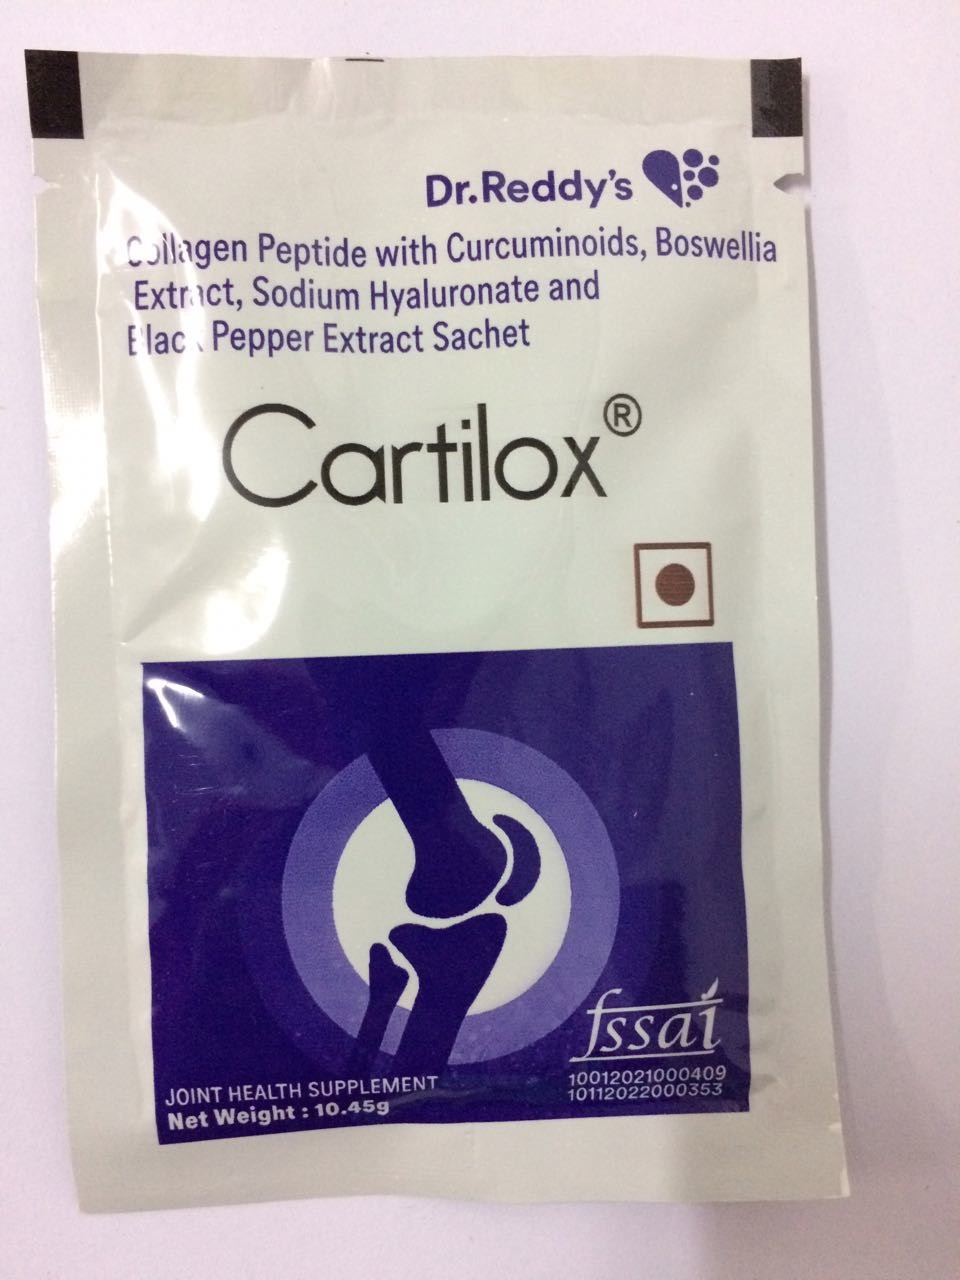 Dr.Reddy's
Collagen Peptide with Curcuminoids, Boswellia
Extract, Sodium Hyaluronate and
Black Pepper Extract Sachet
Cartilox®
fssai
10012021000409
10112022000353
JOINT HEALTH SUPPLEMENT
Net Weight : 10.45g